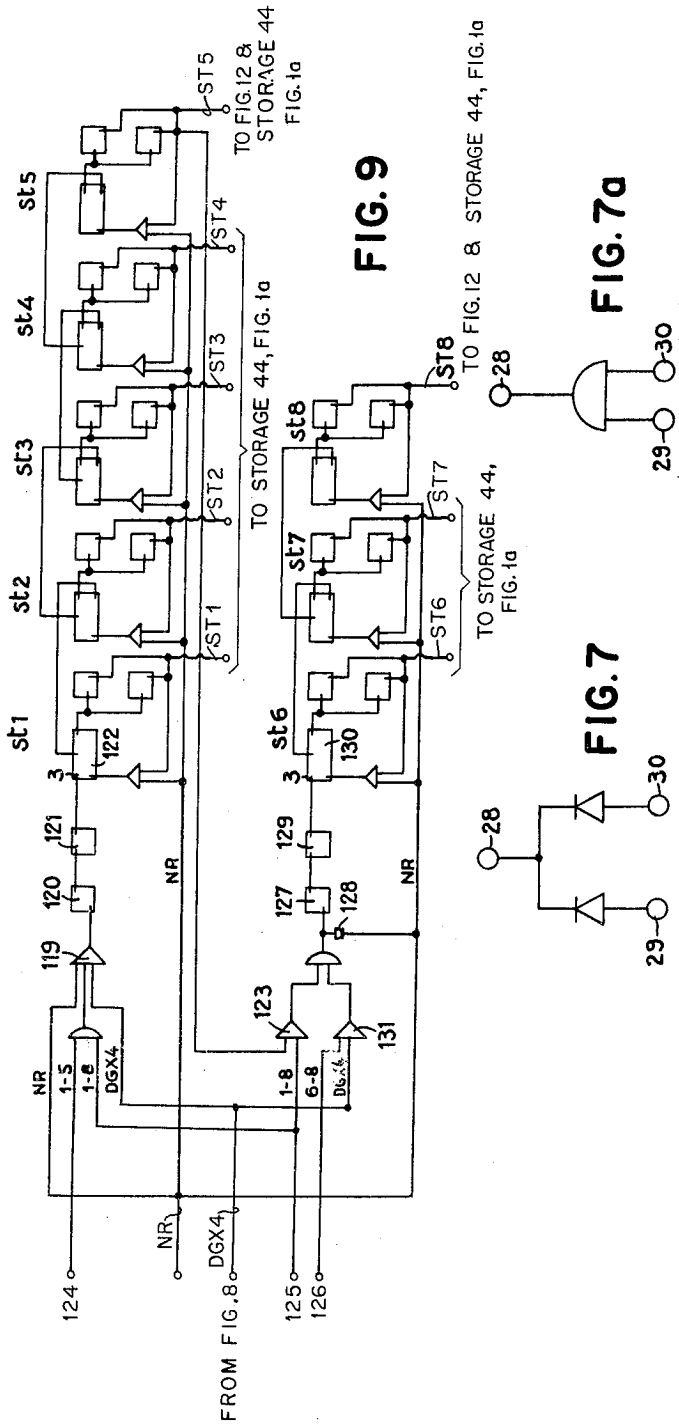 st1
st2
st3
st4
st5
119
120
121
3
122
NR
1-5
1-8
DGX4
124
NR
ST1
ST2
ST3
ST4
ST5
TO STORAGE 44, FIG.1a
TO FIG.12 &
STORAGE 44
FIG.1a
NR
DGX4
FROM FIG.8
125
126
1-8
6-8
123
131
127
128
129
3
130
NR
st6
st7
st8
ST6
ST7
ST8
TO STORAGE 44,
FIG.1a
TO FIG.12 & STORAGE 44, FIG.1a
FIG. 9
28
29
30
FIG. 7
28
29
30
FIG. 7a